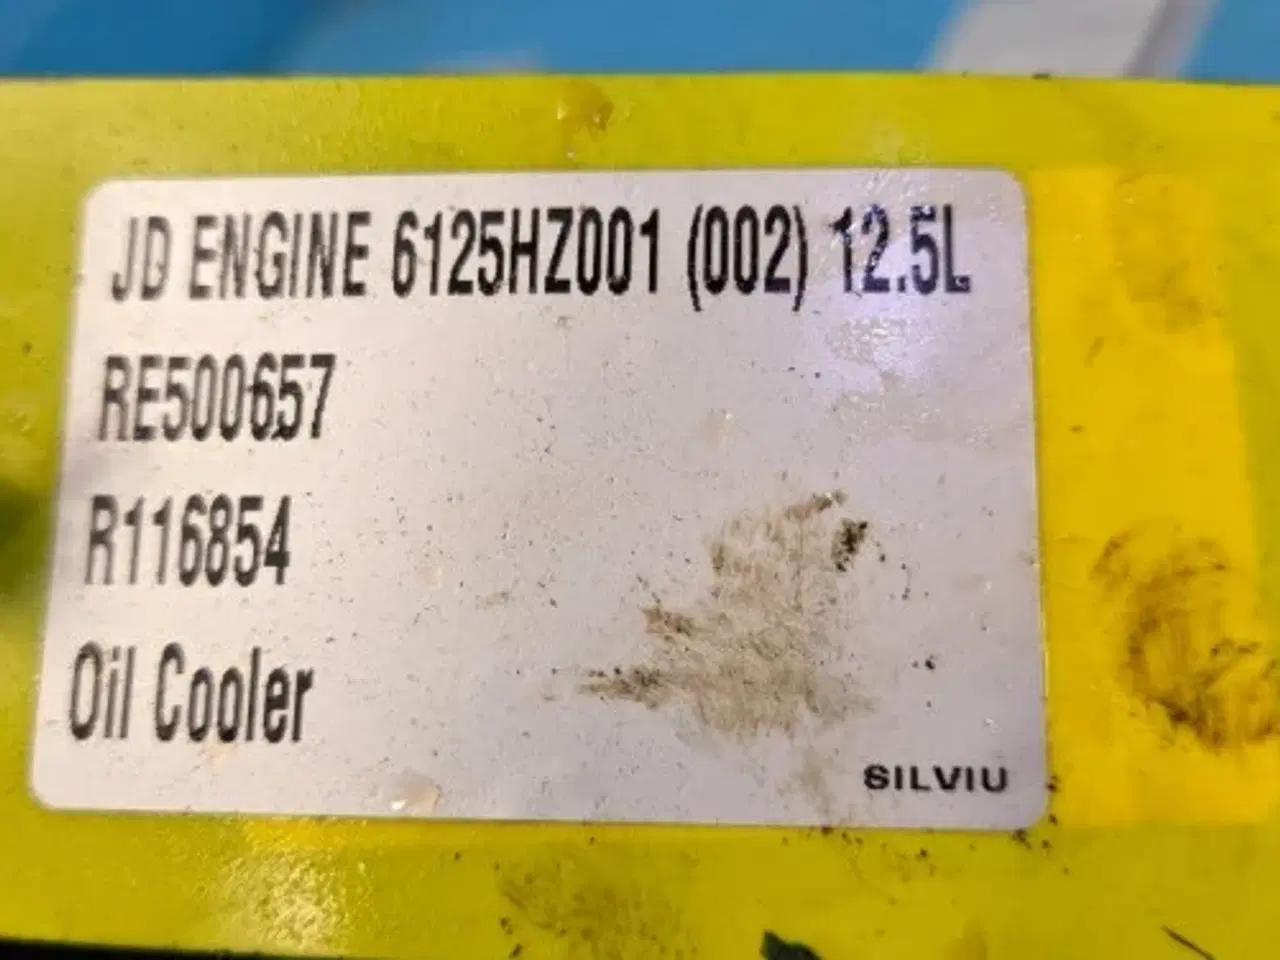 JD ENGINE 6125HZ001 (002) 12.5L
RE500657
R116854
Oil Cooler
SILVIU